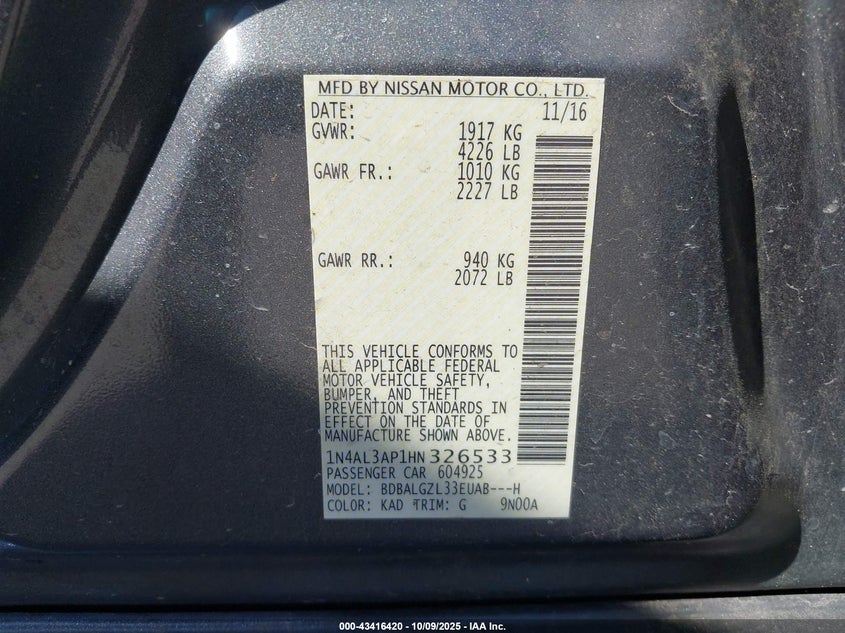 MFD BY NISSAN MOTOR CO., LTD.
DATE: 11/16
GVWR: 1917 KG
4226 LB
GAWR FR.: 1010 KG
2227 LB
GAWR RR.: 940 KG
2072 LB
THIS VEHICLE CONFORMS TO
ALL APPLICABLE FEDERAL
MOTOR VEHICLE SAFETY,
BUMPER, AND THEFT
PREVENTION STANDARDS IN
EFFECT ON THE DATE OF
MANUFACTURE SHOWN ABOVE.
1N4AL3AP1HN 326533
PASSENGER CAR 604925
MODEL: BDBALGZL33EUAB---H
COLOR: KAD TRIM: G 9N00A
000-43416420 - 10/09/2025 - IAA Inc.